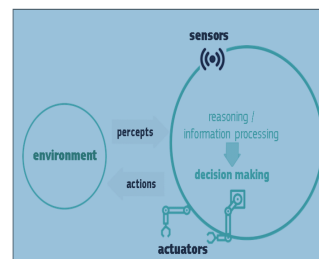 sensors
reasoning /
information processing
percepts
environment
decision making
actions
actuators